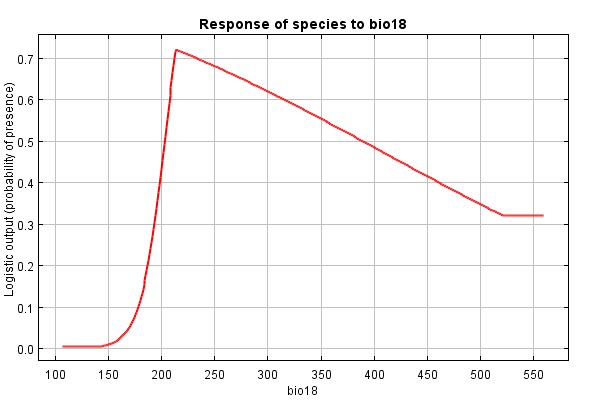 Response of species to bio18
Logistic output (probability of presence)
0.7
0.6
0.5
0.4
0.3
0.2
0.1
0.0
100 150 200 250 300 350 400 450 500 550
bio18